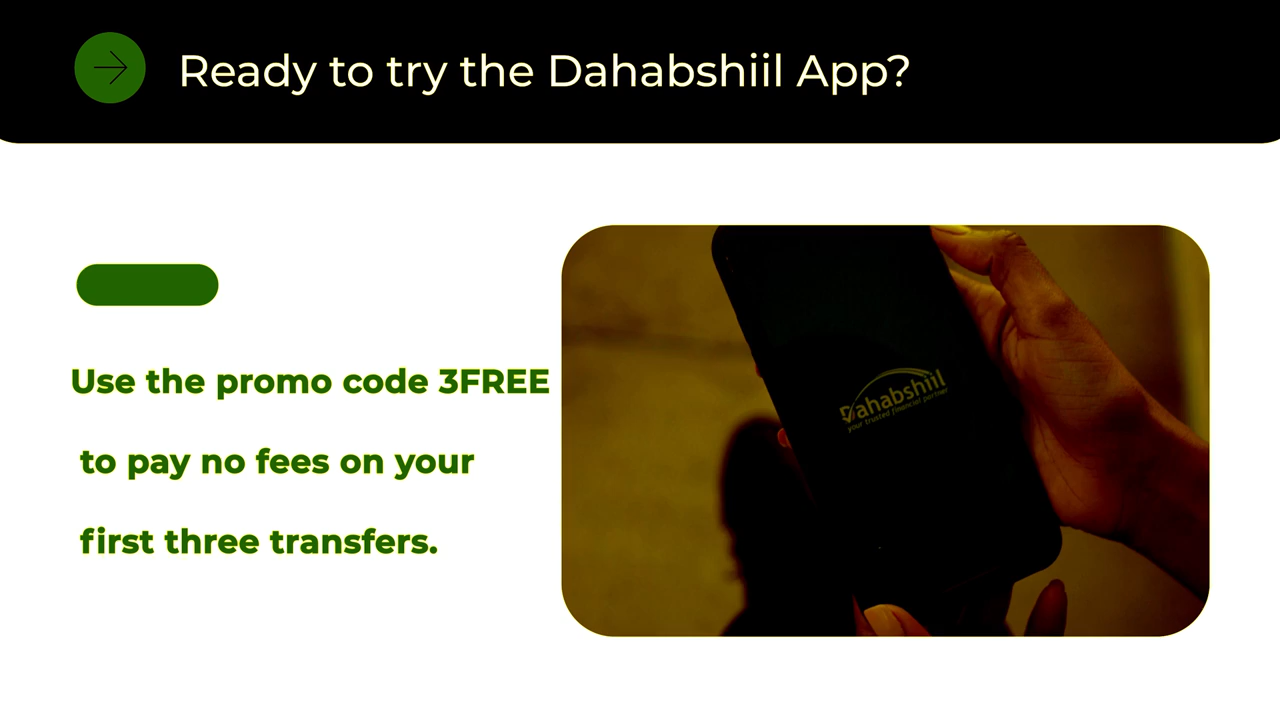 Ready to try the Dahabshiil App?
Use the promo code 3FREE
to pay no fees on your
first three transfers.
Dahabshiil
your trusted financial partner